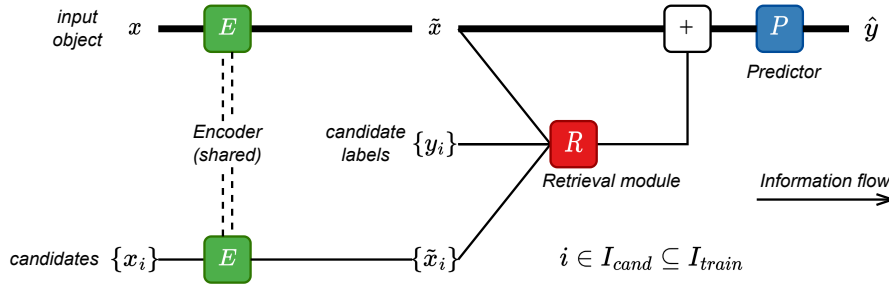 input object
x
E
x̃
+
P
ŷ
Predictor
Encoder (shared)
candidate labels
{y_i}
R
Retrieval module
Information flow
candidates
{x_i}
E
{x̃_i}
i ∈ I_cand ⊆ I_train